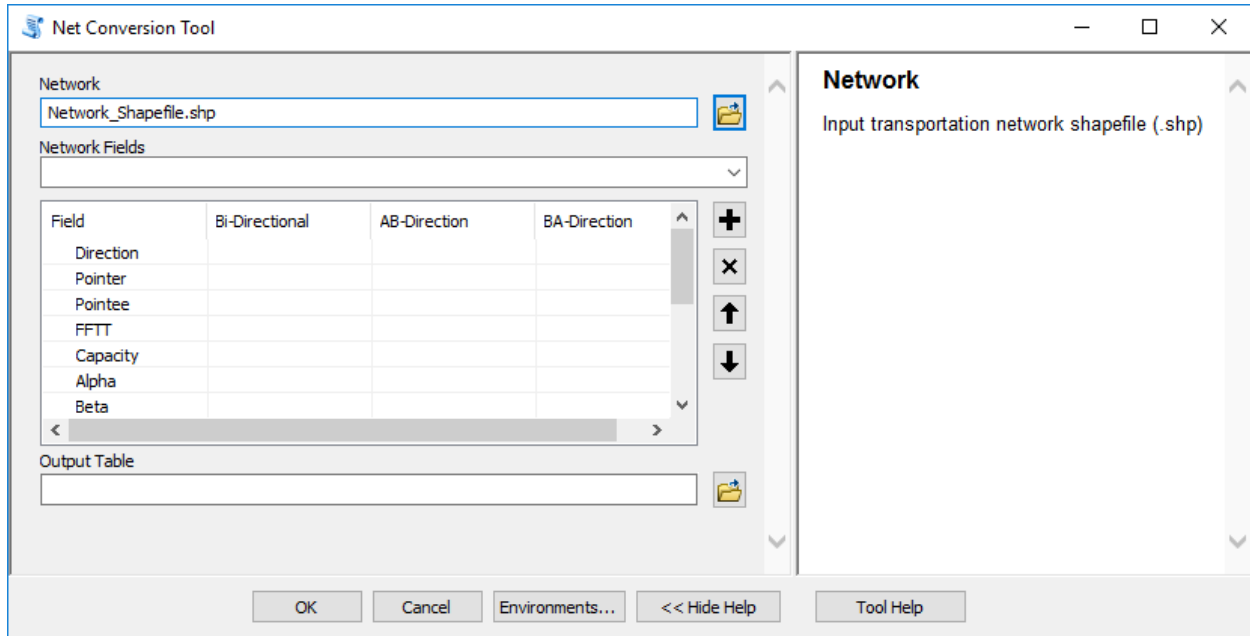 Net Conversion Tool
Network
Network_Shapefile.shp
Network Fields
Field Bi-Directional AB-Direction BA-Direction
Direction
Pointer
Pointee
FFTT
Capacity
Alpha
Beta
Output Table
Network
Input transportation network shapefile (.shp)
OK Cancel Environments... << Hide Help Tool Help